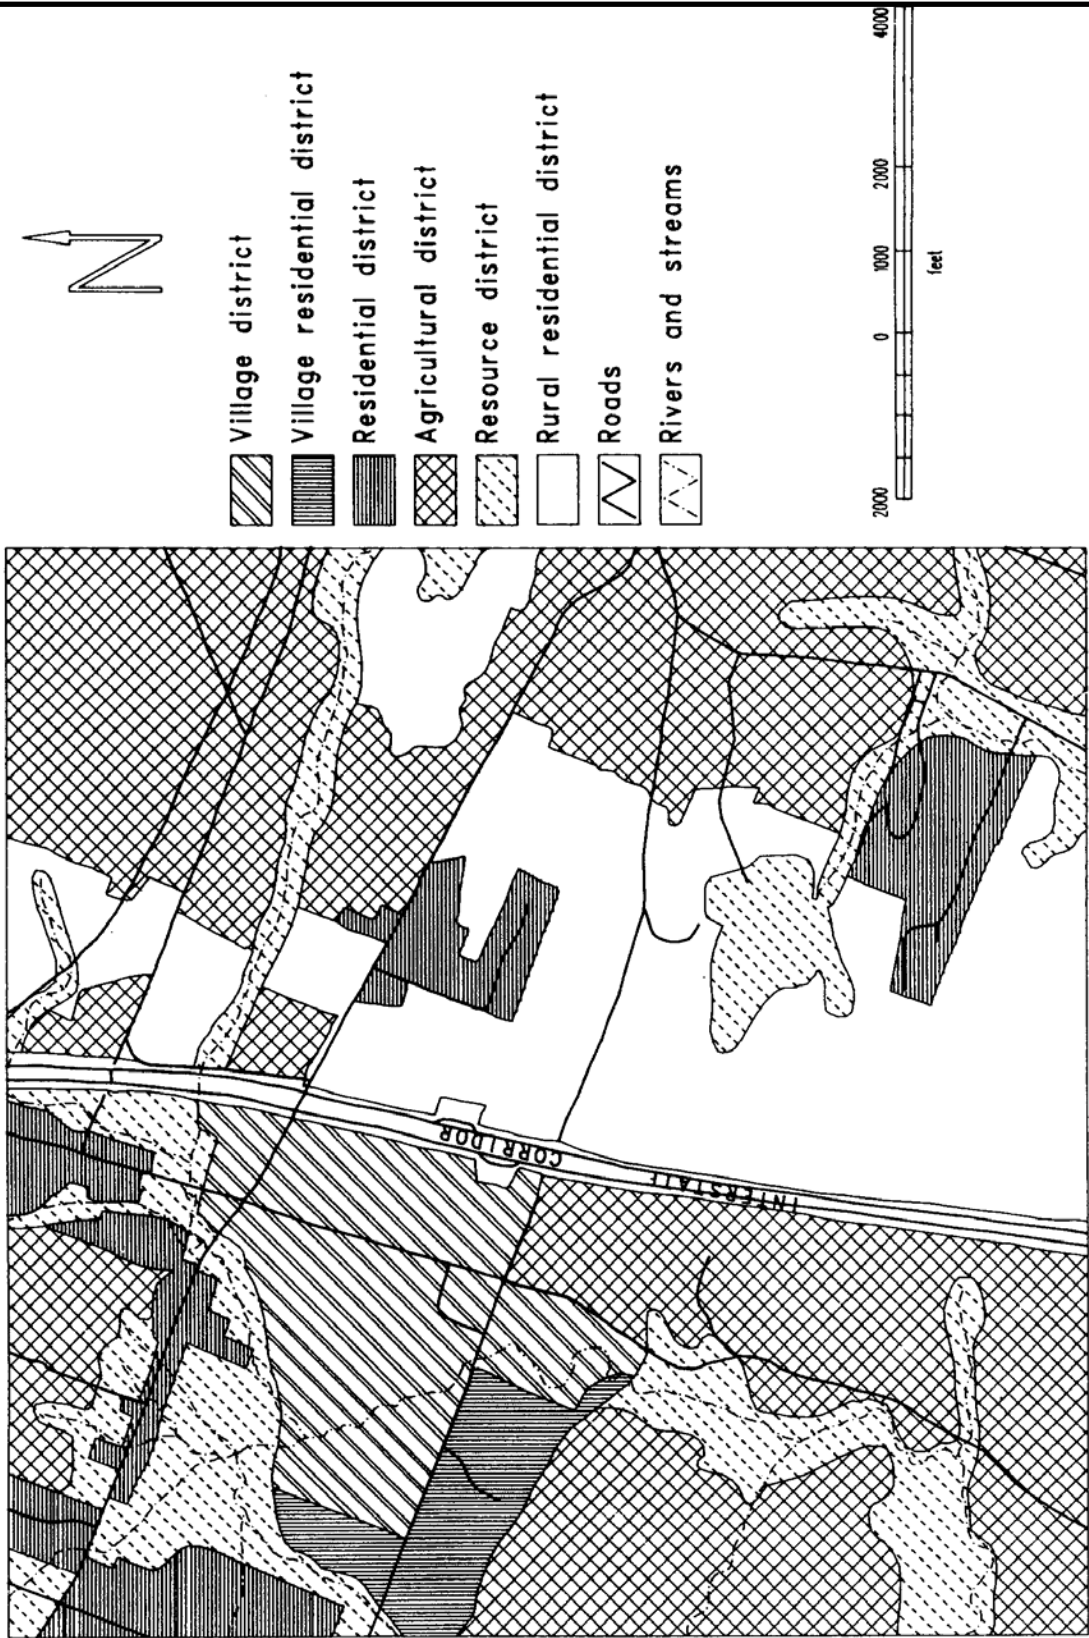 N
Village district
Village residential district
Residential district
Agricultural district
Resource district
Rural residential district
Roads
Rivers and streams
2000 0 1000 2000 4000
feet
INTERSTATE CORRIDOR